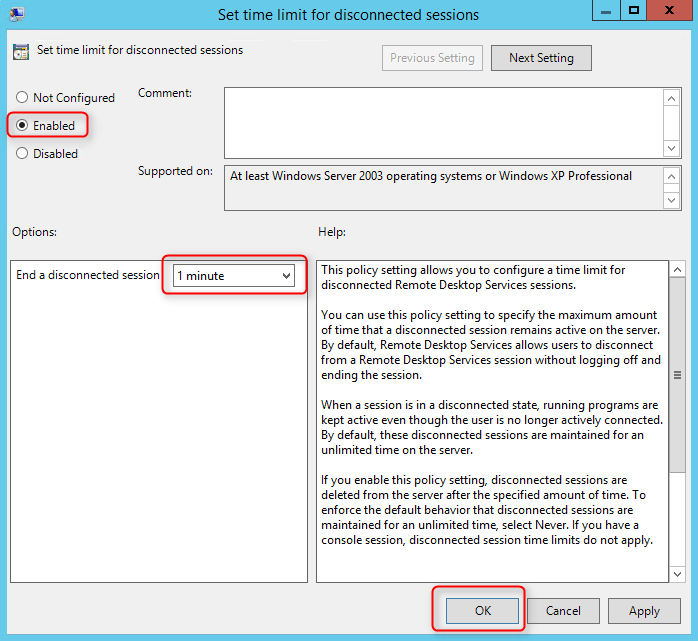 Set time limit for disconnected sessions
Set time limit for disconnected sessions
Previous Setting
Next Setting
Not Configured
Enabled
Disabled
Comment:
Supported on:
At least Windows Server 2003 operating systems or Windows XP Professional
Options:
Help:
End a disconnected session
1 minute
This policy setting allows you to configure a time limit for
disconnected Remote Desktop Services sessions.
You can use this policy setting to specify the maximum amount
of time that a disconnected session remains active on the server.
By default, Remote Desktop Services allows users to disconnect
from a Remote Desktop Services session without logging off and
ending the session.
When a session is in a disconnected state, running programs are
kept active even though the user is no longer actively connected.
By default, these disconnected sessions are maintained for an
unlimited time on the server.
If you enable this policy setting, disconnected sessions are
deleted from the server after the specified amount of time. To
enforce the default behavior that disconnected sessions are
maintained for an unlimited time, select Never. If you have a
console session, disconnected session time limits do not apply.
OK
Cancel
Apply